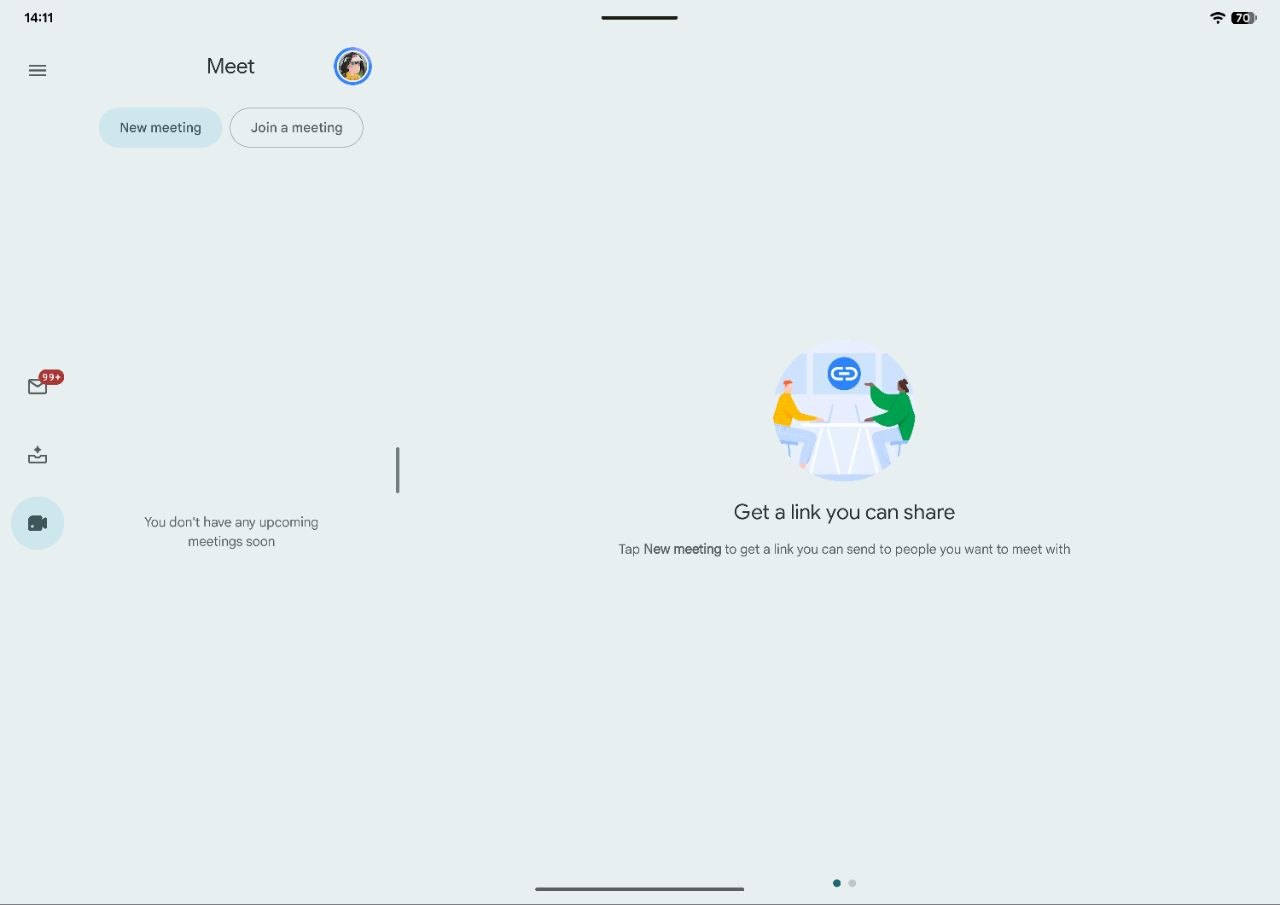 14:11
70
Meet
New meeting
Join a meeting
99+
You don't have any upcoming
meetings soon
Get a link you can share
Tap New meeting to get a link you can send to people you want to meet with